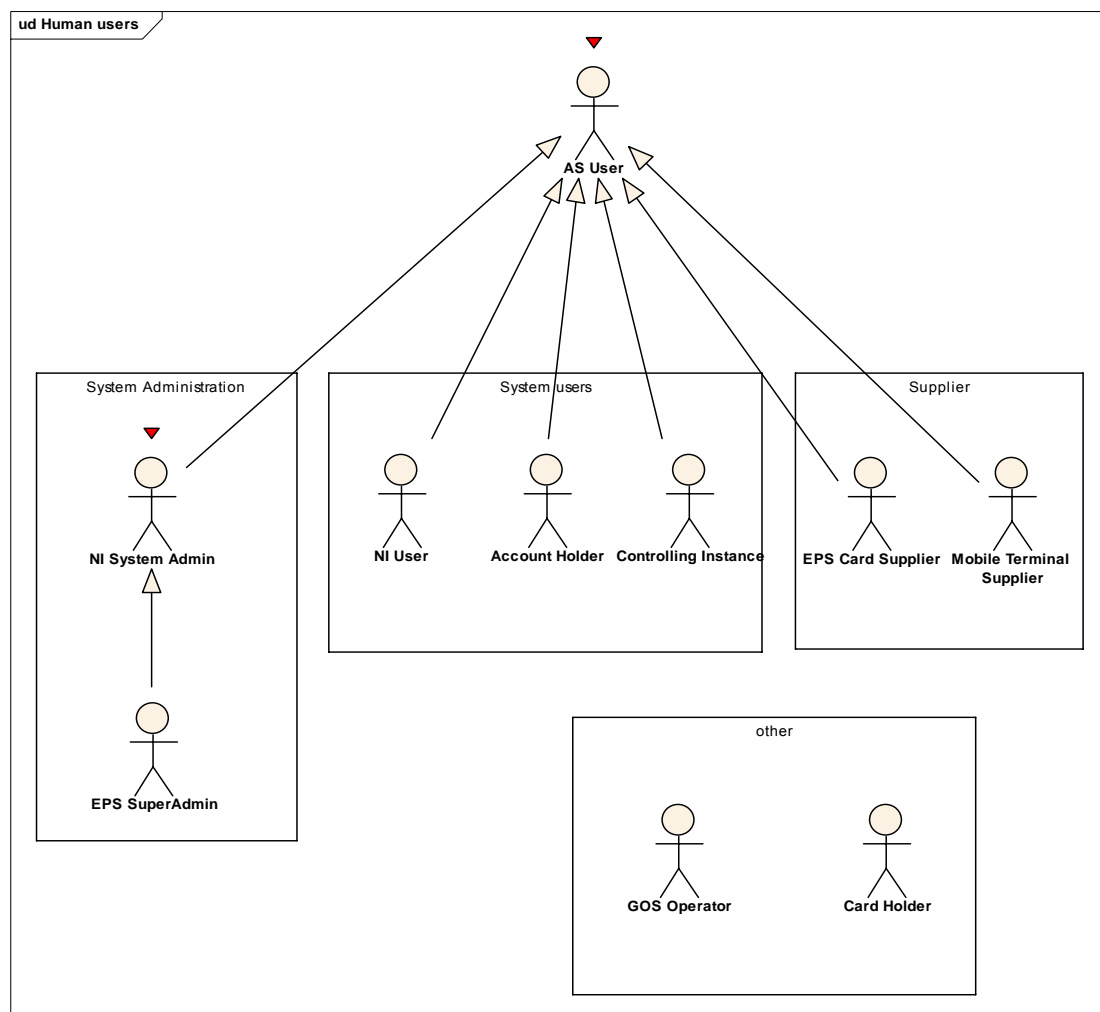 ud Human users
AS User
System Administration
System users
Supplier
NI System Admin
NI User
Account Holder
Controlling Instance
EPS Card Supplier
Mobile Terminal
Supplier
EPS SuperAdmin
other
GOS Operator
Card Holder